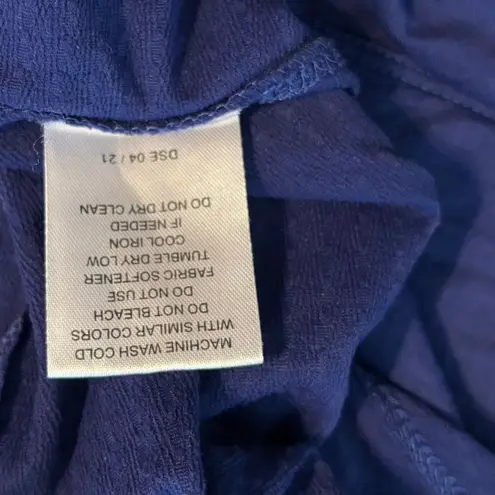 MACHINE WASH COLD
WITH SIMILAR COLORS
DO NOT BLEACH
DO NOT USE
FABRIC SOFTENER
TUMBLE DRY LOW
COOL IRON
IF NEEDED
DO NOT DRY CLEAN
DSE 04 / 21